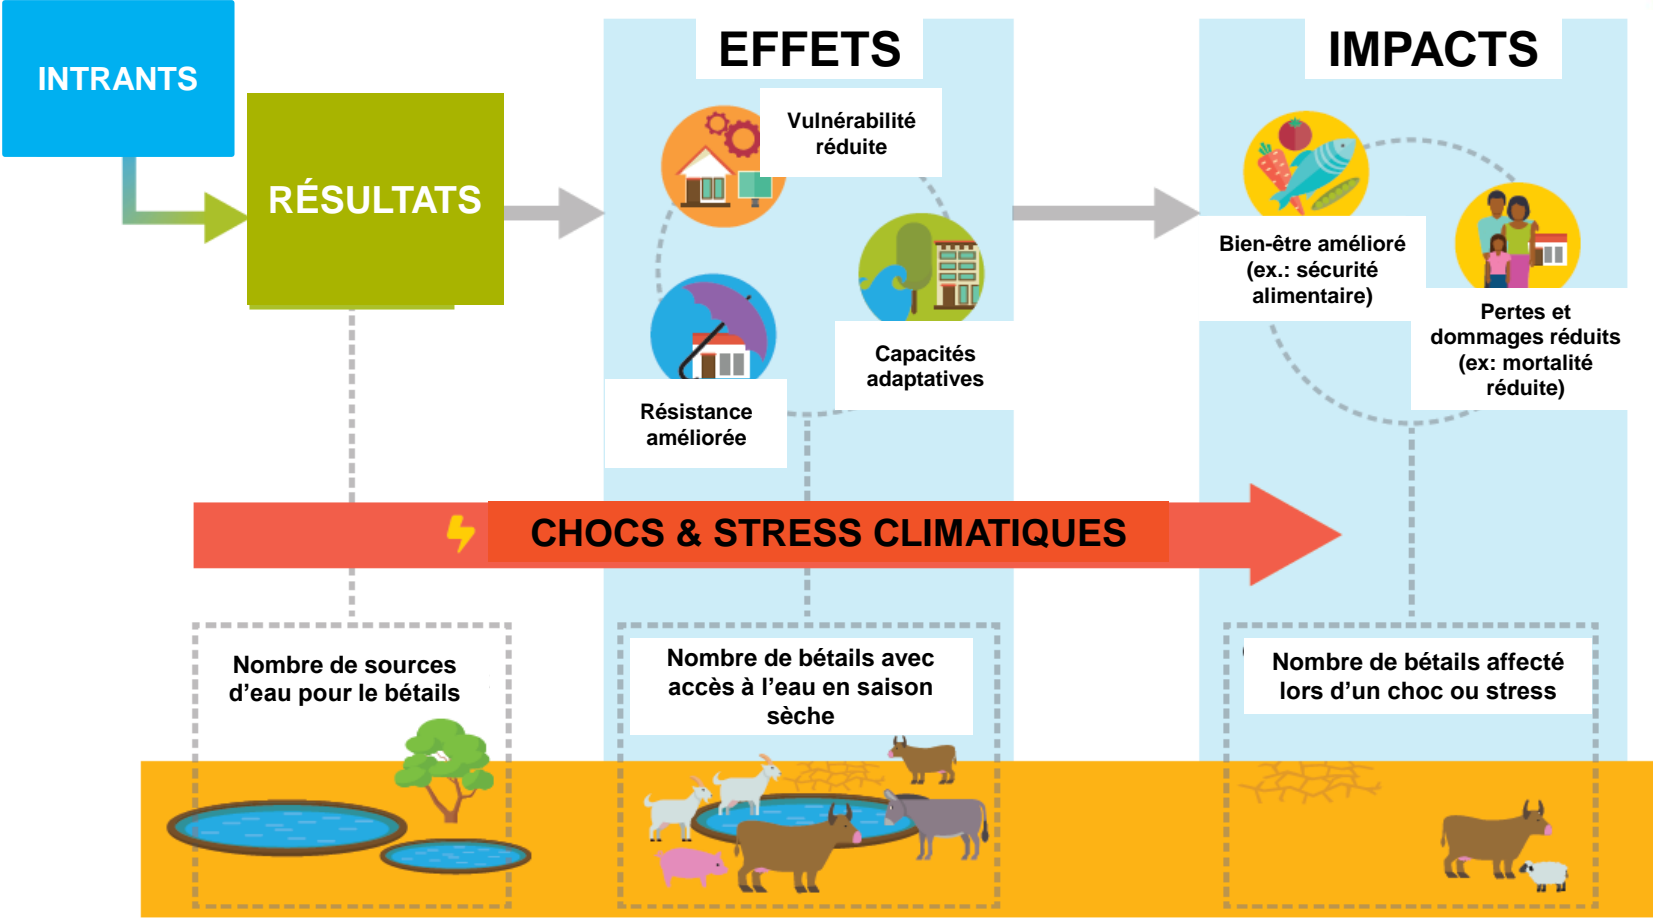 INTRANTS
RÉSULTATS
EFFETS
Vulnérabilité
réduite
Capacités
adaptatives
Résistance
améliorée
IMPACTS
Bien-être amélioré
(ex.: sécurité
alimentaire)
Pertes et
dommages réduits
(ex: mortalité
réduite)
CHOCS & STRESS CLIMATIQUES
Nombre de sources
d'eau pour le bétails
Nombre de bétails avec
accès à l'eau en saison
sèche
Nombre de bétails affecté
lors d'un choc ou stress